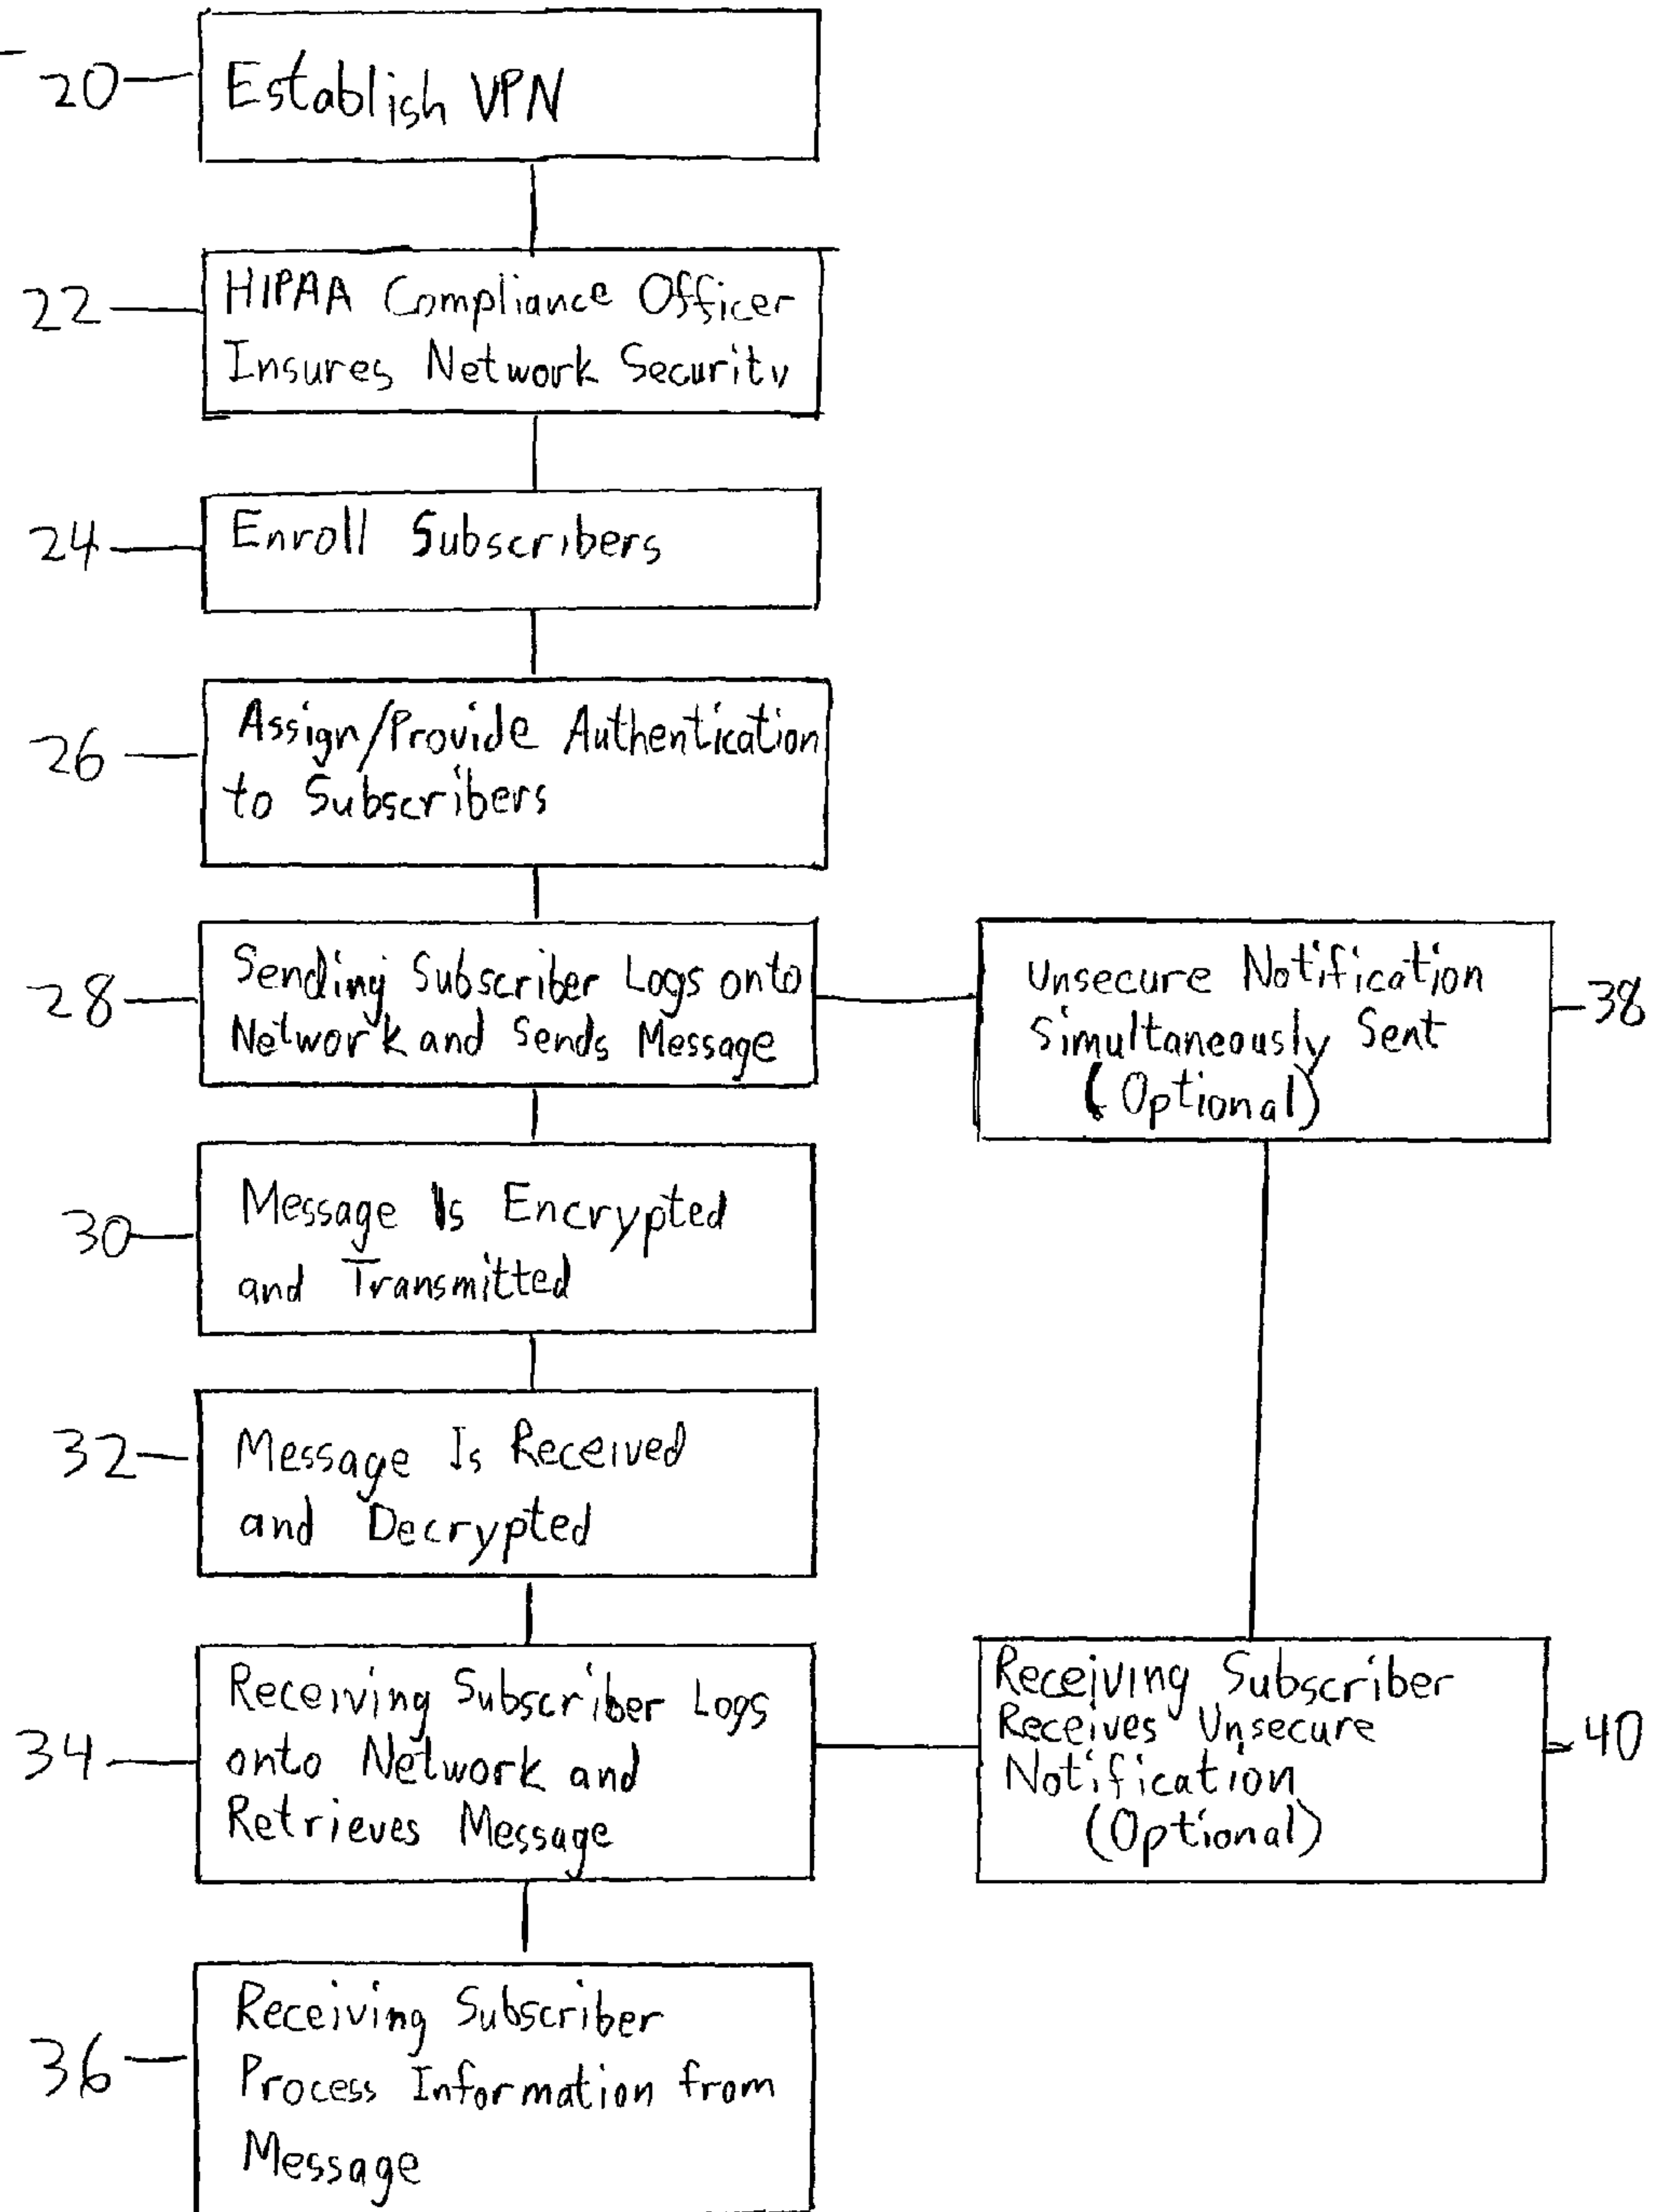 20
Establish VPN
22
HIPAA Compliance Officer
Insures Network Security
24
Enroll Subscribers
26
Assign/Provide Authentication
to Subscribers
28
Sending Subscriber Logs onto
Network and Sends Message
Unsecure Notification
Simultaneously Sent
(Optional)
38
30
Message Is Encrypted
and Transmitted
32
Message Is Received
and Decrypted
34
Receiving Subscriber Logs
onto Network and
Retrieves Message
Receiving Subscriber
Receives Unsecure
Notification
(Optional)
40
36
Receiving Subscriber
Process Information from
Message